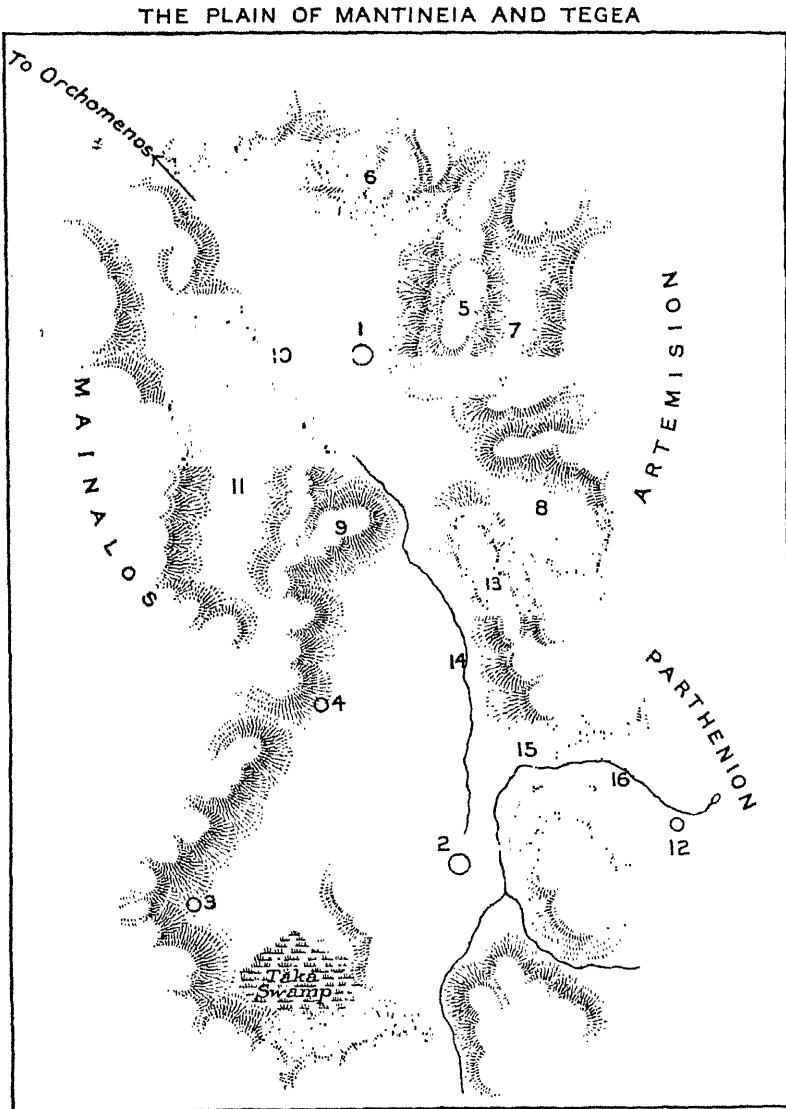 THE PLAIN OF MANTINEIA AND TEGEA
To Orchomenos
6
5
7
1
10
MAINALOS
ARTEMISION
11
9
8
13
14
4
PARTHENION
15
16
2
12
3
Taka
Swamp